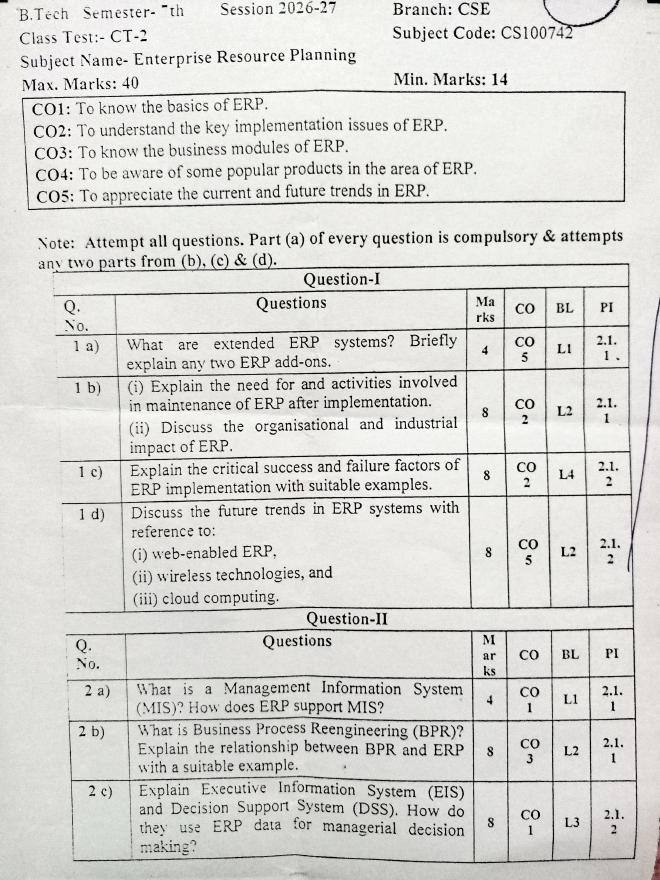 B.Tech Semester- 7th Session 2026-27 Branch: CSE
Class Test:- CT-2 Subject Code: CS100742
Subject Name- Enterprise Resource Planning
Max. Marks: 40 Min. Marks: 14
CO1: To know the basics of ERP.
CO2: To understand the key implementation issues of ERP.
CO3: To know the business modules of ERP.
CO4: To be aware of some popular products in the area of ERP.
CO5: To appreciate the current and future trends in ERP.
Note: Attempt all questions. Part (a) of every question is compulsory & attempts
any two parts from (b), (c) & (d).
Question-I
Q. No. Questions Ma rks CO BL PI
1 a) What are extended ERP systems? Briefly
explain any two ERP add-ons. 4 CO 5 L1 2.1. 1.
1 b) (i) Explain the need for and activities involved
in maintenance of ERP after implementation.
(ii) Discuss the organisational and industrial
impact of ERP. 8 CO 2 L2 2.1. 1
1 c) Explain the critical success and failure factors of
ERP implementation with suitable examples. 8 CO 2 L4 2.1. 2
1 d) Discuss the future trends in ERP systems with
reference to:
(i) web-enabled ERP,
(ii) wireless technologies, and
(iii) cloud computing. 8 CO 5 L2 2.1. 2
Question-II
Q. No. Questions M ar ks CO BL PI
2 a) What is a Management Information System
(MIS)? How does ERP support MIS? 4 CO 1 L1 2.1. 1
2 b) What is Business Process Reengineering (BPR)?
Explain the relationship between BPR and ERP
with a suitable example. 8 CO 3 L2 2.1. 1
2 c) Explain Executive Information System (EIS)
and Decision Support System (DSS). How do
they use ERP data for managerial decision
making? 8 CO 1 L3 2.1. 2